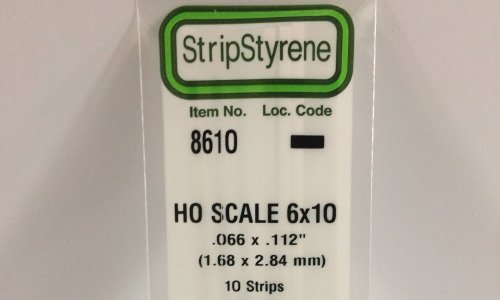 StripStyrene
Item No. Loc. Code
8610
HO SCALE 6x10
.066 x .112"
(1.68 x 2.84 mm)
10 Strips